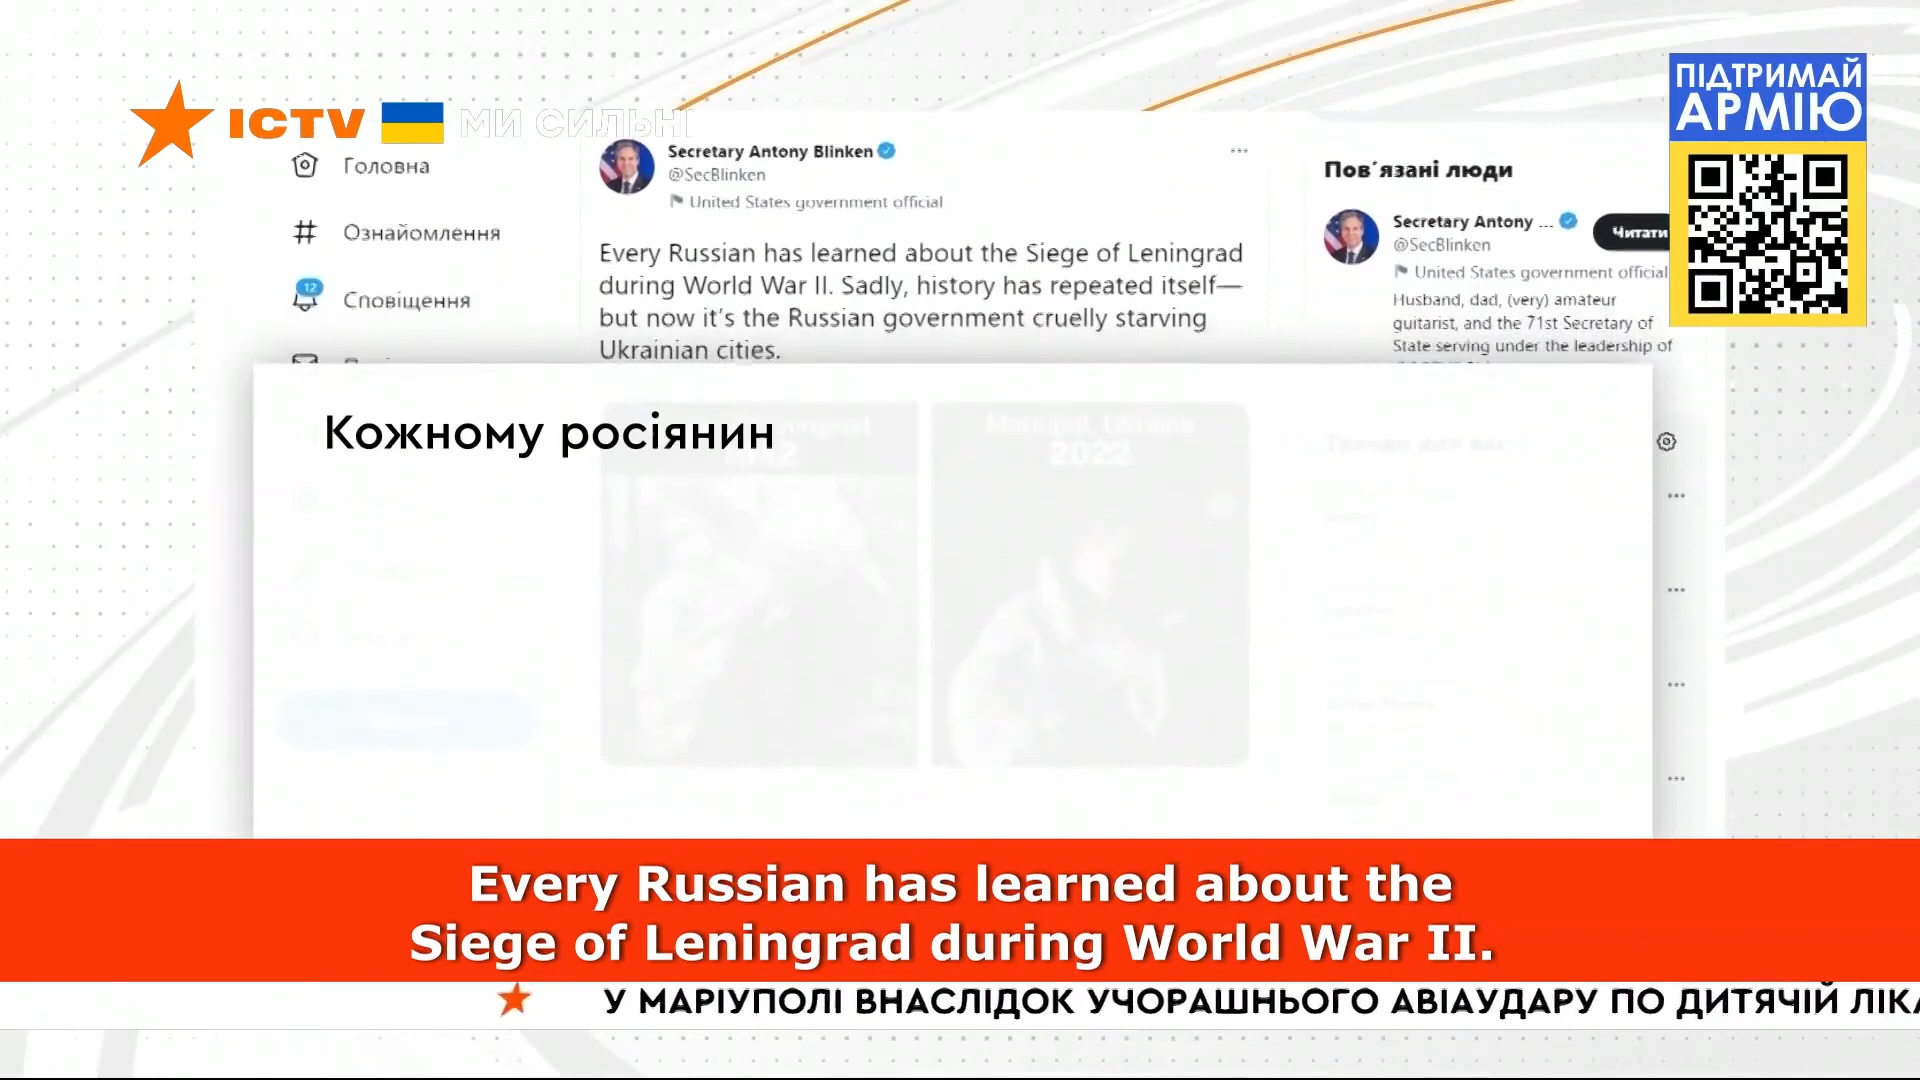 ICTV МИ СИЛЬНІ
ПІДТРИМАЙ
АРМІЮ
Головна
Ознайомлення
12
Сповіщення
Secretary Antony Blinken
@SecBlinken
United States government official
Every Russian has learned about the Siege of Leningrad
during World War II. Sadly, history has repeated itself—
but now it's the Russian government cruelly starving
Ukrainian cities.
Пов´язані люди
Secretary Antony ...
@SecBlinken
Читати
United States government official
Husband, dad, (very) amateur
guitarist, and the 71st Secretary of
State serving under the leadership of
Кожному росіянин
Mariupol, Ukraine
2022
Every Russian has learned about the
Siege of Leningrad during World War II.
У МАРІУПОЛІ ВНАСЛІДОК УЧОРАШНЬОГО АВІАУДАРУ ПО ДИТЯЧІЙ ЛІКА